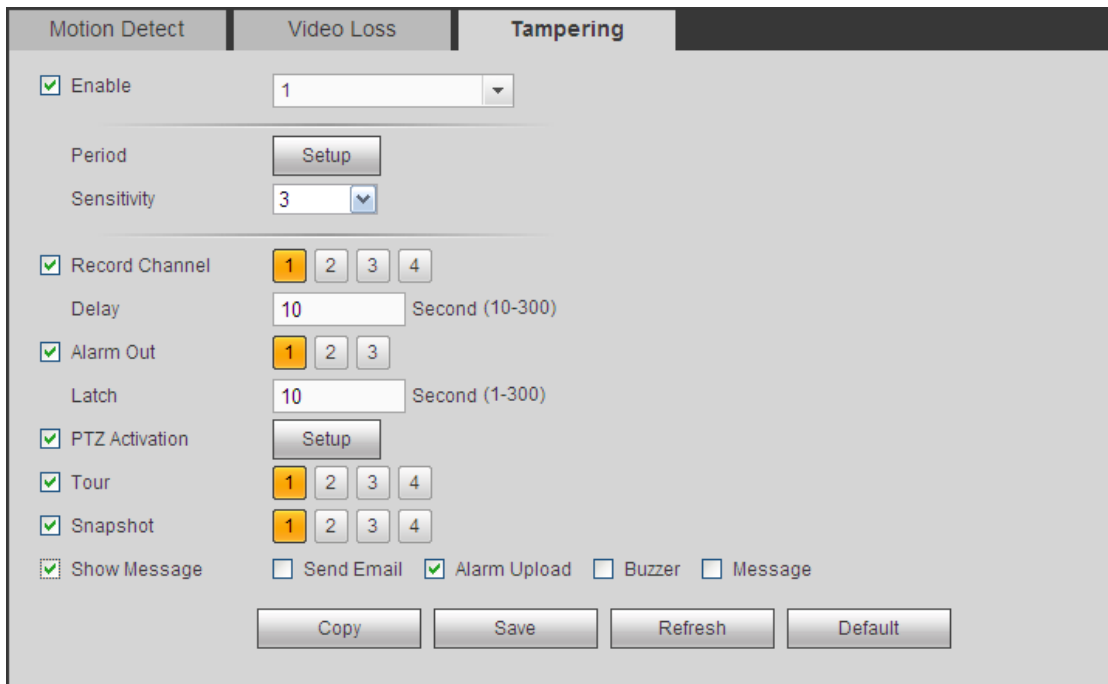 Motion Detect Video Loss Tampering
Enable 1
Period Setup
Sensitivity 3
Record Channel 1 2 3 4
Delay 10 Second (10-300)
Alarm Out 1 2 3
Latch 10 Second (1-300)
PTZ Activation Setup
Tour 1 2 3 4
Snapshot 1 2 3 4
Show Message Send Email Alarm Upload Buzzer Message
Copy Save Refresh Default